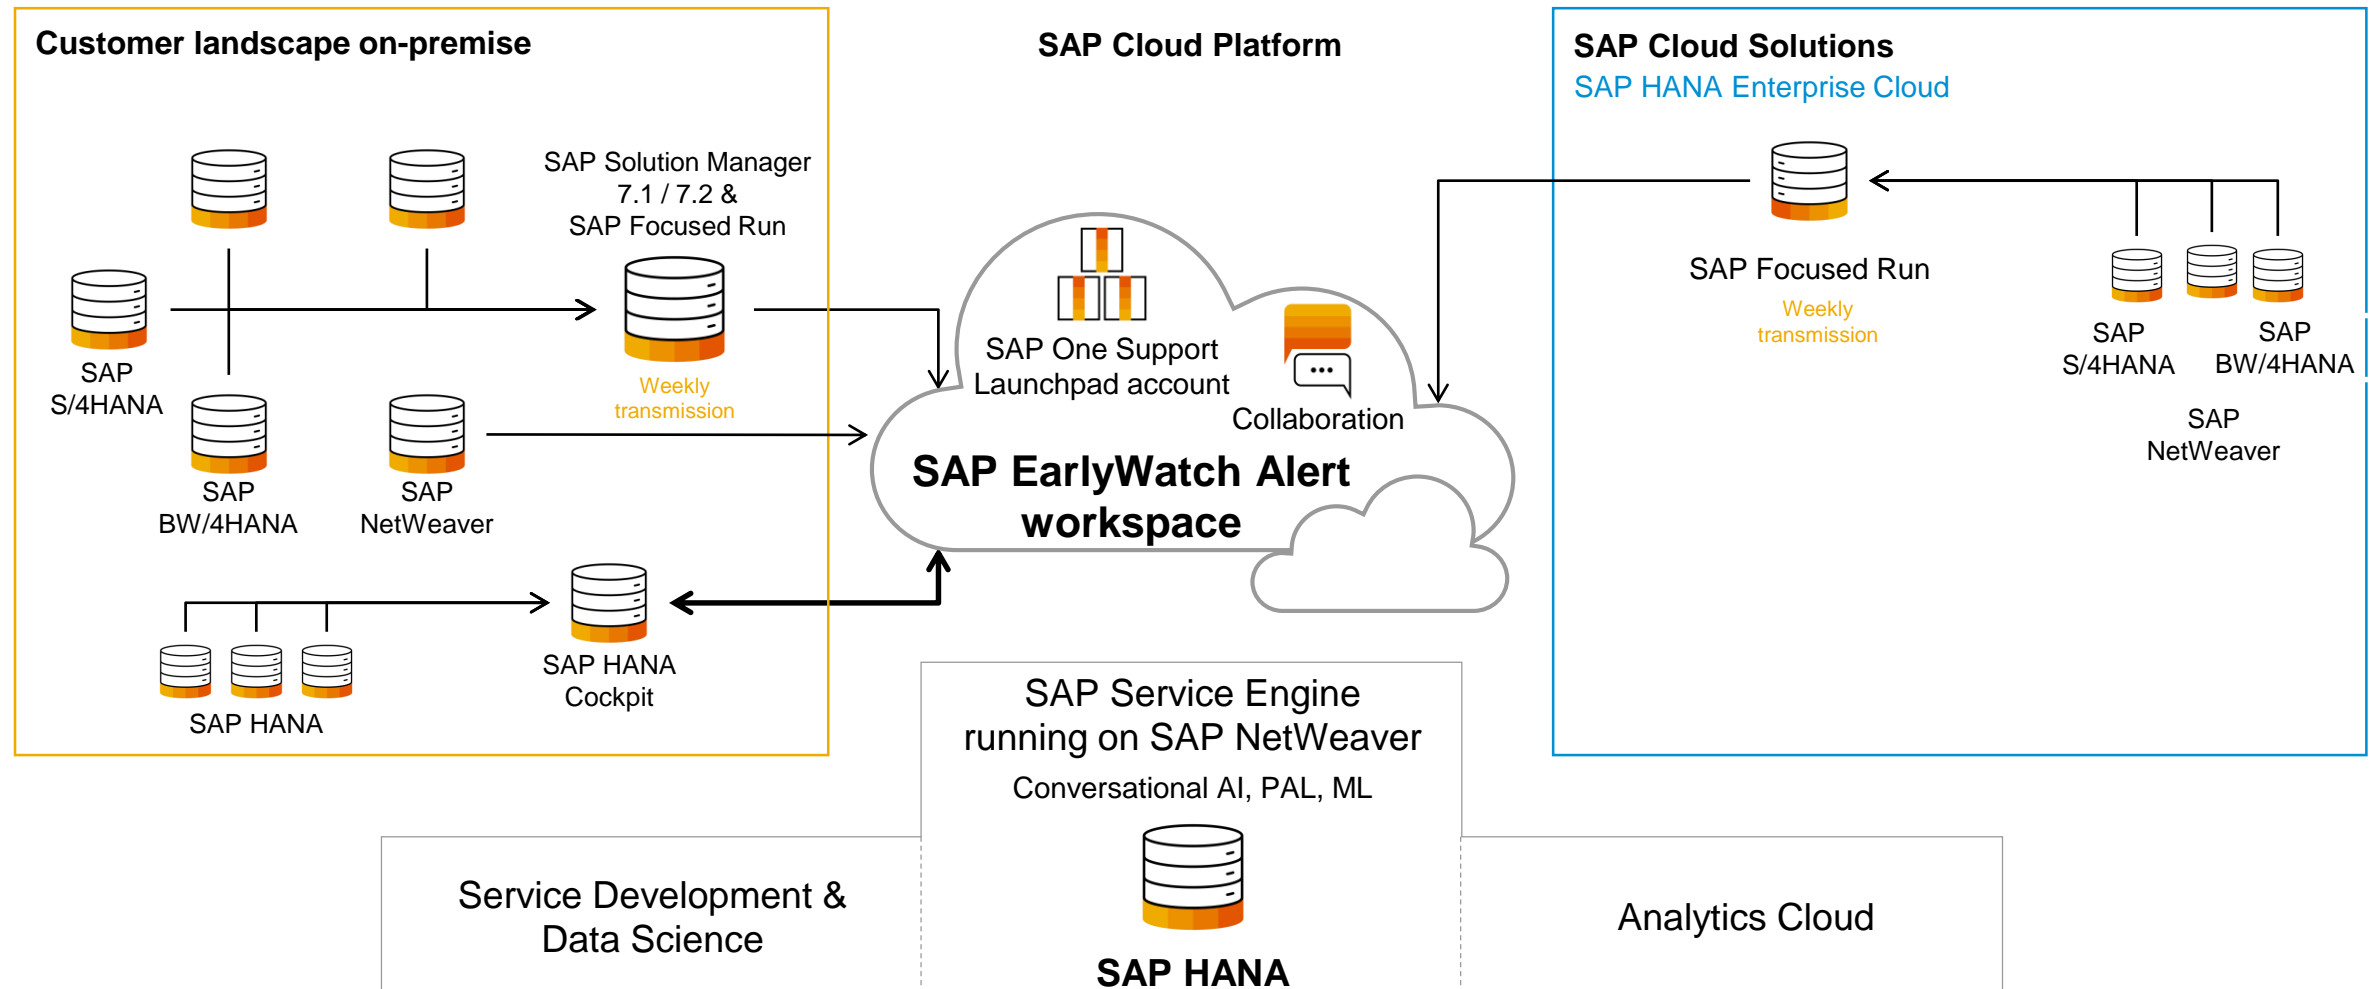 Customer landscape on-premise
SAP Solution Manager
7.1 / 7.2 &
SAP Focused Run
SAP
S/4HANA
Weekly
transmission
SAP
BW/4HANA
SAP
NetWeaver
SAP HANA
SAP HANA
Cockpit
SAP Cloud Platform
SAP One Support
Launchpad account
Collaboration
SAP EarlyWatch Alert
workspace
SAP Cloud Solutions
SAP HANA Enterprise Cloud
SAP Focused Run
Weekly
transmission
SAP
S/4HANA
SAP
BW/4HANA
SAP
NetWeaver
SAP Service Engine
running on SAP NetWeaver
Conversational AI, PAL, ML
Service Development &
Data Science
SAP HANA
Analytics Cloud